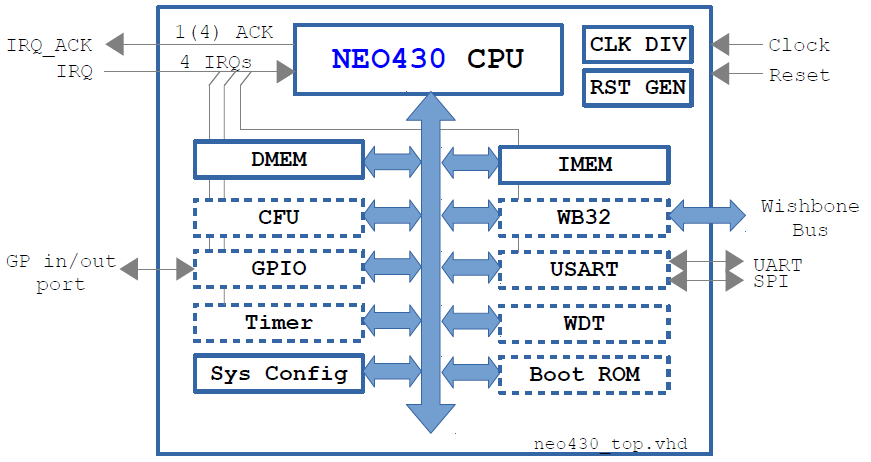 1(4) ACK
IRQ_ACK
IRQ
4 IRQs
NEO430 CPU
CLK DIV
RST GEN
Clock
Reset
DMEM
IMEM
CFU
WB32
Wishbone
Bus
GP in/out
port
GPIO
USART
UART
SPI
Timer
WDT
Sys Config
Boot ROM
neo430_top.vhd